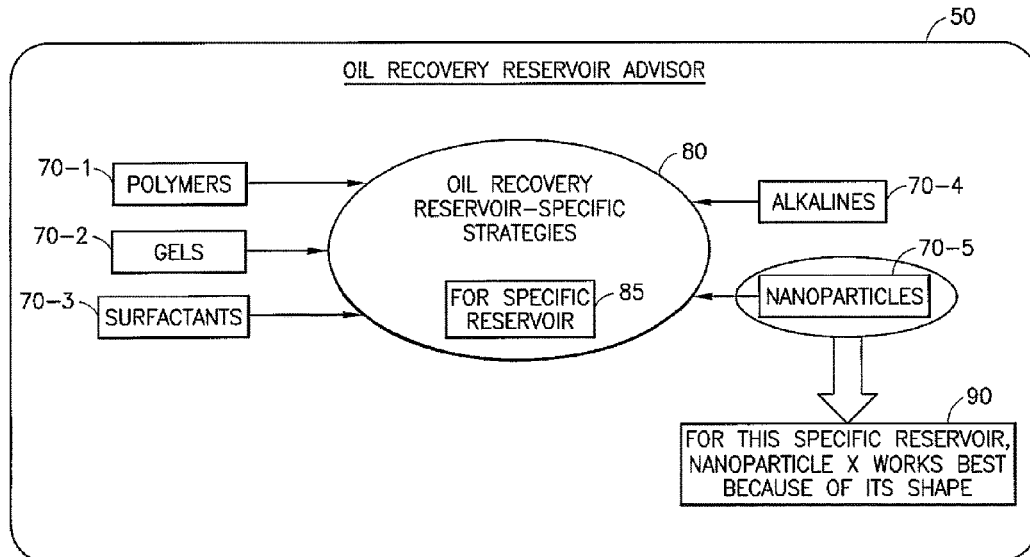 50
OIL RECOVERY RESERVOIR ADVISOR
70-1
POLYMERS
70-2
GELS
70-3
SURFACTANTS
80
OIL RECOVERY
RESERVOIR-SPECIFIC
STRATEGIES
FOR SPECIFIC
RESERVOIR
85
ALKALINES
70-4
70-5
NANOPARTICLES
90
FOR THIS SPECIFIC RESERVOIR,
NANOPARTICLE X WORKS BEST
BECAUSE OF ITS SHAPE